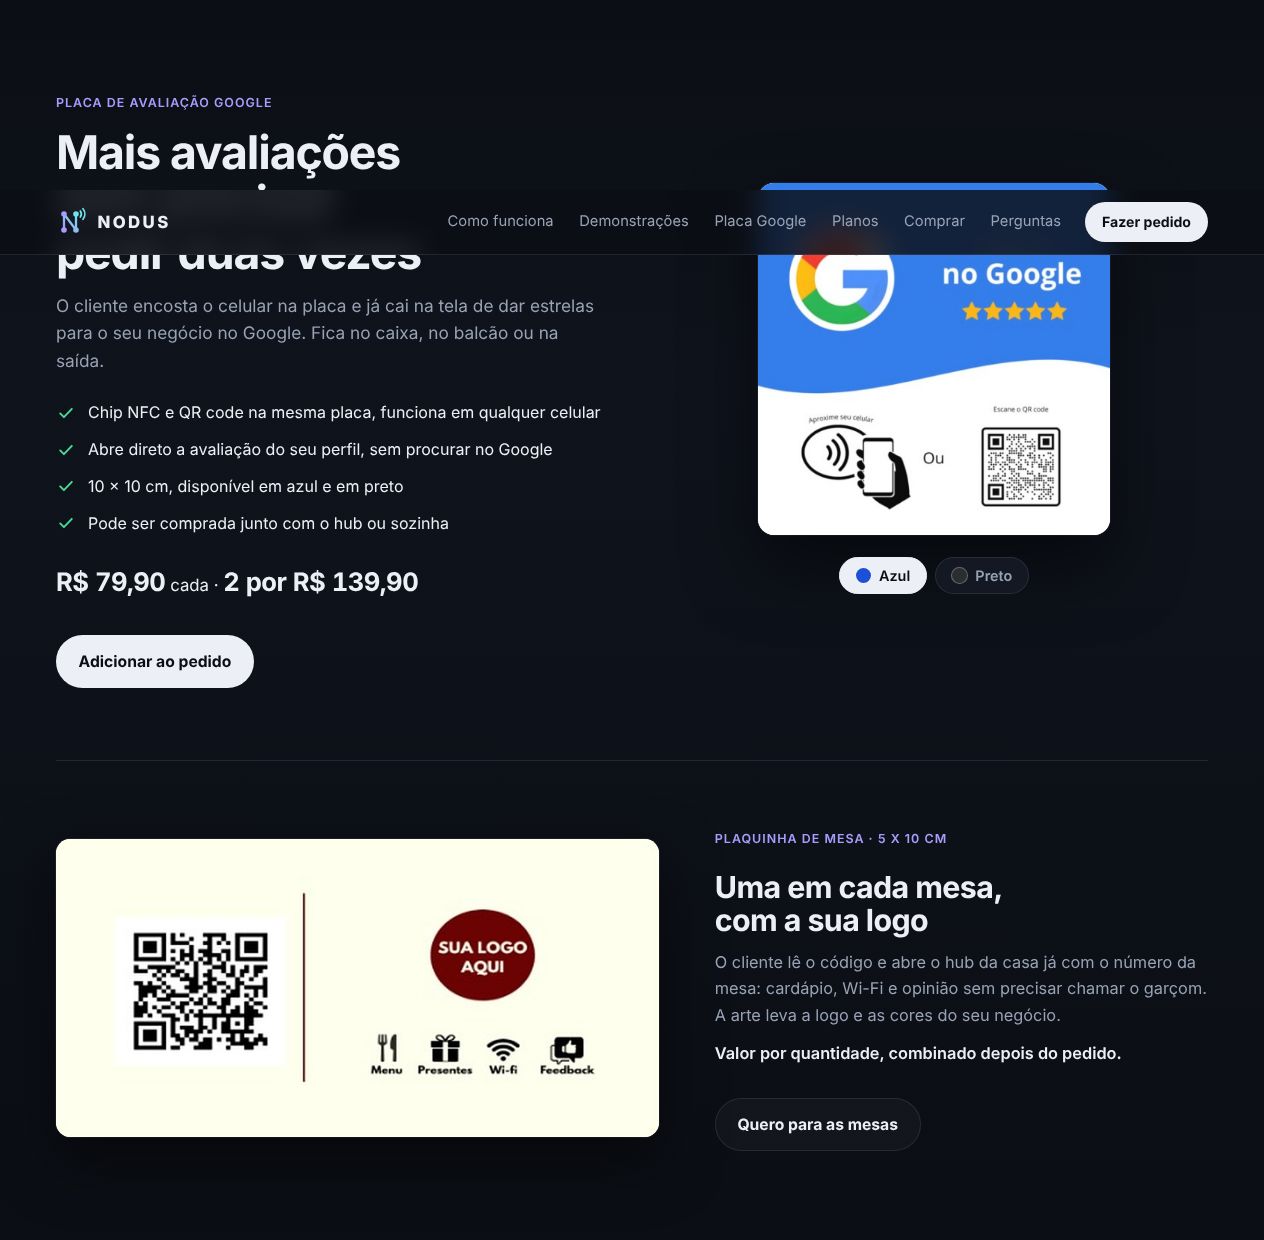 PLACA DE AVALIAÇÃO GOOGLE
Mais avaliações
NODUS
Como funciona
Demonstrações
Placa Google
Planos
Comprar
Perguntas
Fazer pedido
pedir duas vezes
O cliente encosta o celular na placa e já cai na tela de dar estrelas
para o seu negócio no Google. Fica no caixa, no balcão ou na
saída.
Chip NFC e QR code na mesma placa, funciona em qualquer celular
Abre direto a avaliação do seu perfil, sem procurar no Google
10 × 10 cm, disponível em azul e em preto
Pode ser comprada junto com o hub ou sozinha
R$ 79,90 cada · 2 por R$ 139,90
Adicionar ao pedido
no Google
Aproxime seu celular
Ou
Escane o QR code
Azul
Preto
SUA LOGO
AQUI
Menu
Presentes
Wi-fi
Feedback
PLAQUINHA DE MESA · 5 X 10 CM
Uma em cada mesa,
com a sua logo
O cliente lê o código e abre o hub da casa já com o número da
mesa: cardápio, Wi-Fi e opinião sem precisar chamar o garçom.
A arte leva a logo e as cores do seu negócio.
Valor por quantidade, combinado depois do pedido.
Quero para as mesas